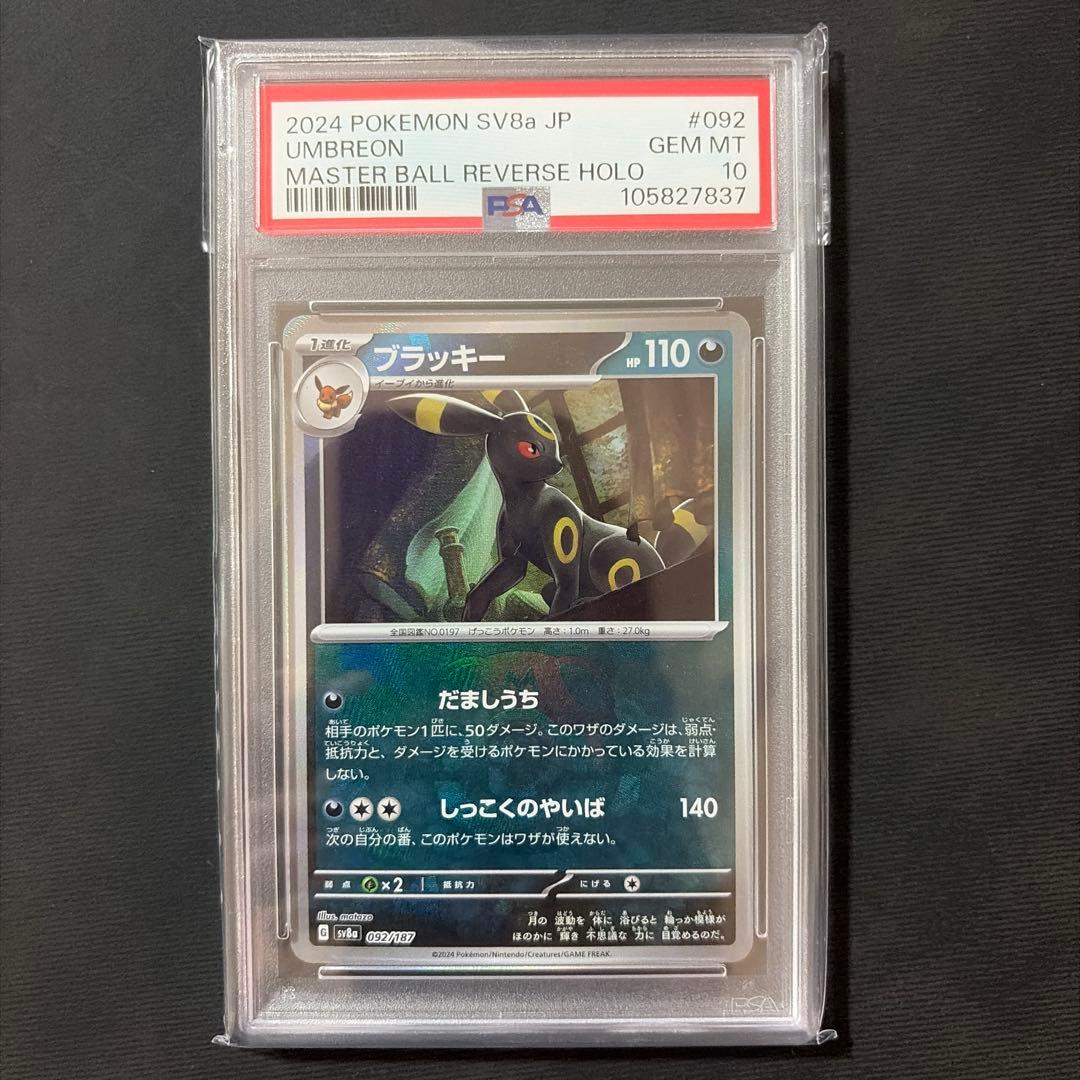 2024 POKEMON SV8a JP #092
UMBREON GEM MT
MASTER BALL REVERSE HOLO 10
PSA 105827837
1進化 ブラッキー HP 110
イーブイから進化
全国図鑑NO.0197 げっこうポケモン 高さ:1.0m 重さ:27.0kg
だましうち
相手のポケモン1匹に、50ダメージ。このワザのダメージは、弱点・
抵抗力と、ダメージを受けるポケモンにかかっている効果を計算
しない。
しっこくのやいば 140
次の自分の番、このポケモンはワザが使えない。
弱点 ×2 抵抗力 にげる
Illus. matazo
月の波動を体に浴びると輪っか模様が
ほのかに輝き不思議な力に目覚めるのだ。
G sv8a 092/187
©2024 Pokémon/Nintendo/Creatures/GAME FREAK.
PSA